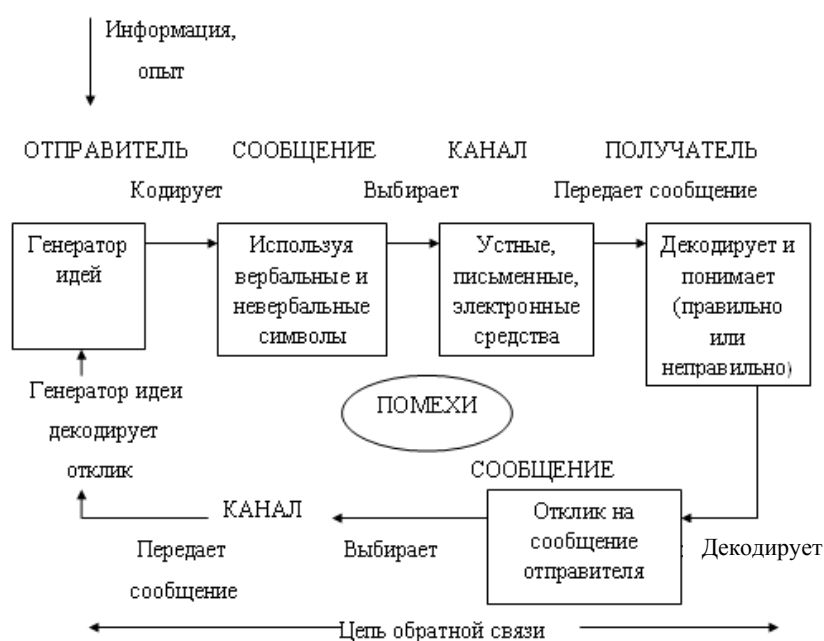 Информация,
опыт
ОТПРАВИТЕЛЬ СООБЩЕНИЕ КАНАЛ ПОЛУЧАТЕЛЬ
Кодирует Выбирает Передает сообщение
Генератор
идей
Используя
вербальные и
невербальные
символы
Устные,
письменные,
электронные
средства
Декодирует и
понимает
(правильно
или
неправильно)
Генератор идеи
декодирует
отклик
ПОМЕХИ
СООБЩЕНИЕ
КАНАЛ
Отклик на
сообщение
отправителя
: Декодирует
Выбирает
Передает
сообщение
Цепь обратной связи